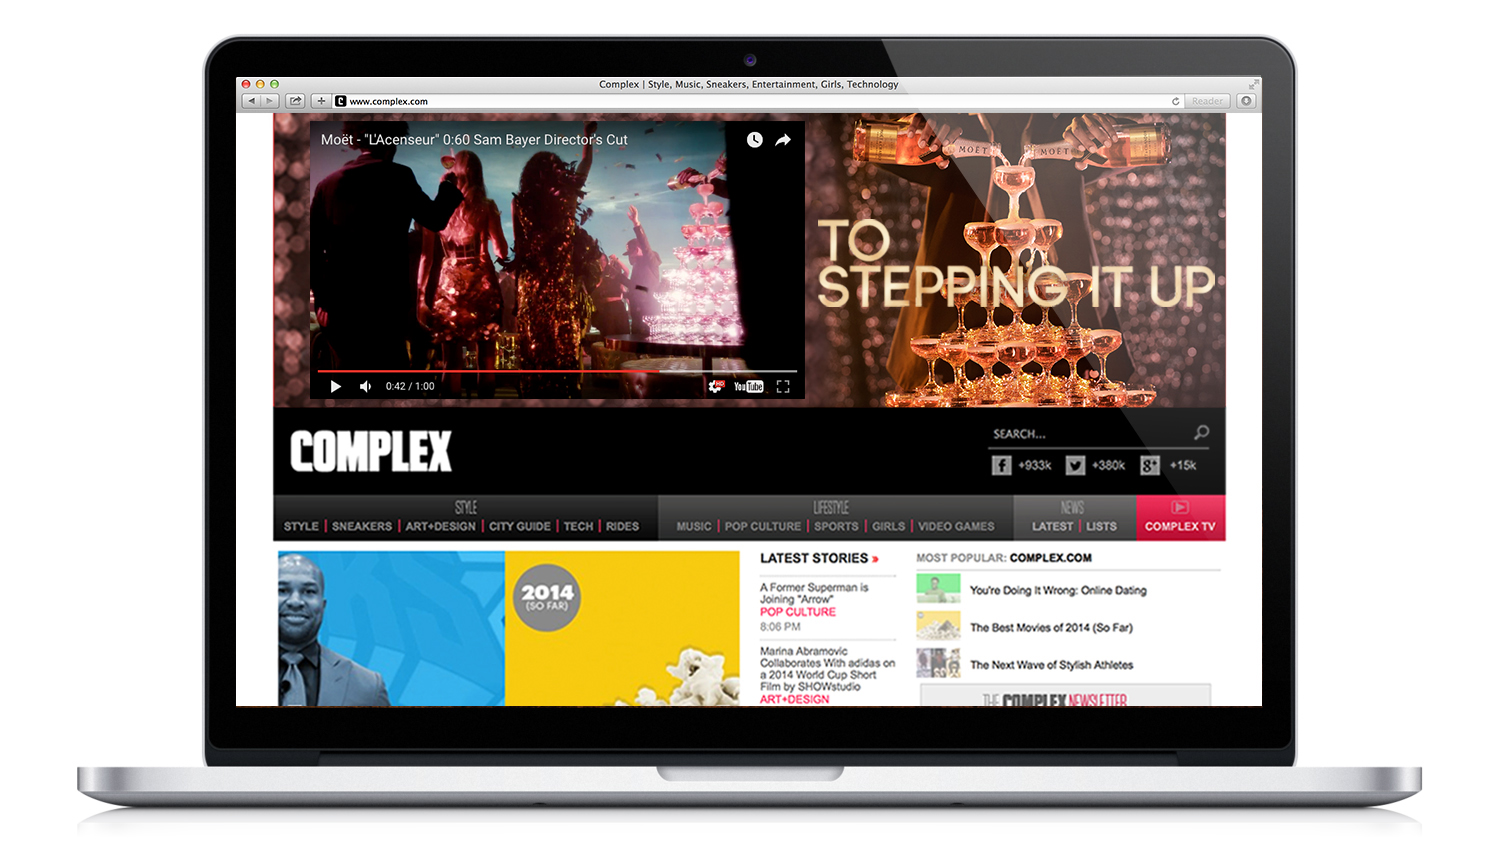 Complex | Style, Music, Sneakers, Entertainment, Girls, Technology
www.complex.com
Reader
Moët - "L'Acenseur" 0:60 Sam Bayer Director's Cut
MOËT MOËT
TO
STEPPING IT UP
0:42 / 1:00
HD
YouTube
COMPLEX
SEARCH...
+933k +380k +15k
STYLE LIFESTYLE NEWS
STYLE | SNEAKERS | ART+DESIGN | CITY GUIDE | TECH | RIDES MUSIC | POP CULTURE | SPORTS | GIRLS | VIDEO GAMES LATEST | LISTS COMPLEX TV
2014
(SO FAR)
LATEST STORIES »
A Former Superman is
Joining "Arrow"
POP CULTURE
8:06 PM
Marina Abramovic
Collaborates With adidas on
a 2014 World Cup Short
Film by SHOWstudio
ART+DESIGN
MOST POPULAR: COMPLEX.COM
You're Doing It Wrong: Online Dating
The Best Movies of 2014 (So Far)
The Next Wave of Stylish Athletes
THE COMPLEX NEWSLETTER